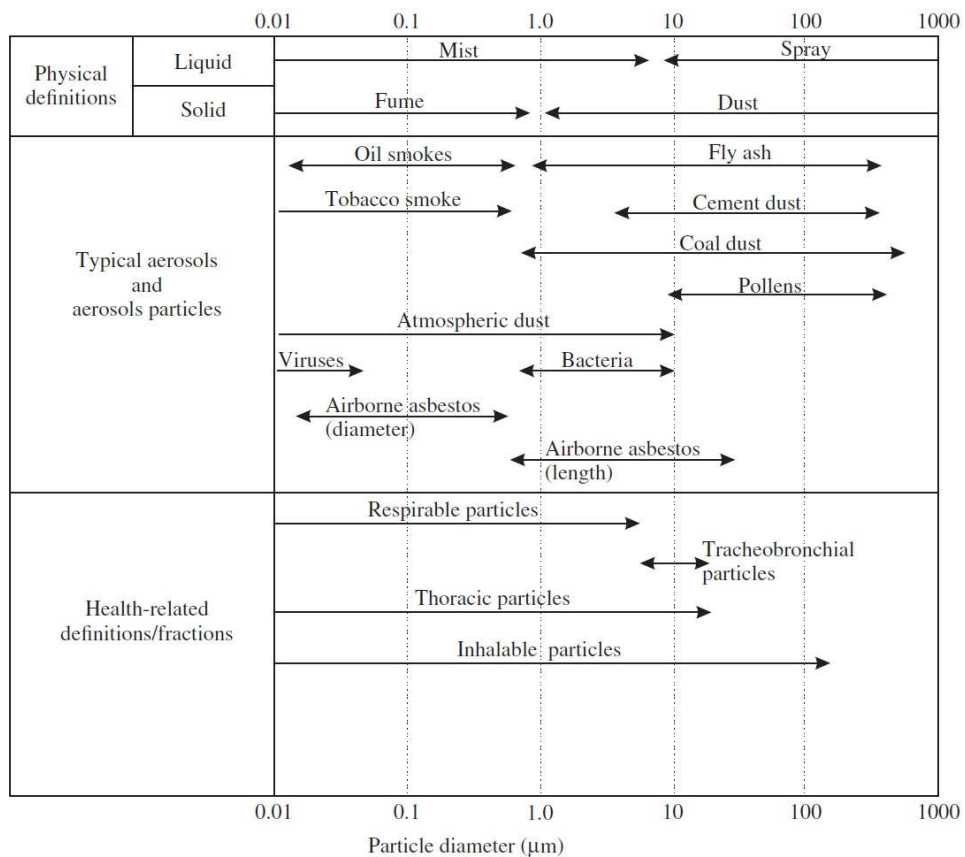 0.01 0.1 1.0 10 100 1000
Physical
definitions
Liquid
Mist
Spray
Solid
Fume
Dust
Typical aerosols
and
aerosols particles
Oil smokes
Fly ash
Tobacco smoke
Cement dust
Coal dust
Pollens
Atmospheric dust
Viruses
Bacteria
Airborne asbestos
(diameter)
Airborne asbestos
(length)
Health-related
definitions/fractions
Respirable particles
Tracheobronchial
particles
Thoracic particles
Inhalable particles
0.01 0.1 1.0 10 100 1000
Particle diameter (μm)